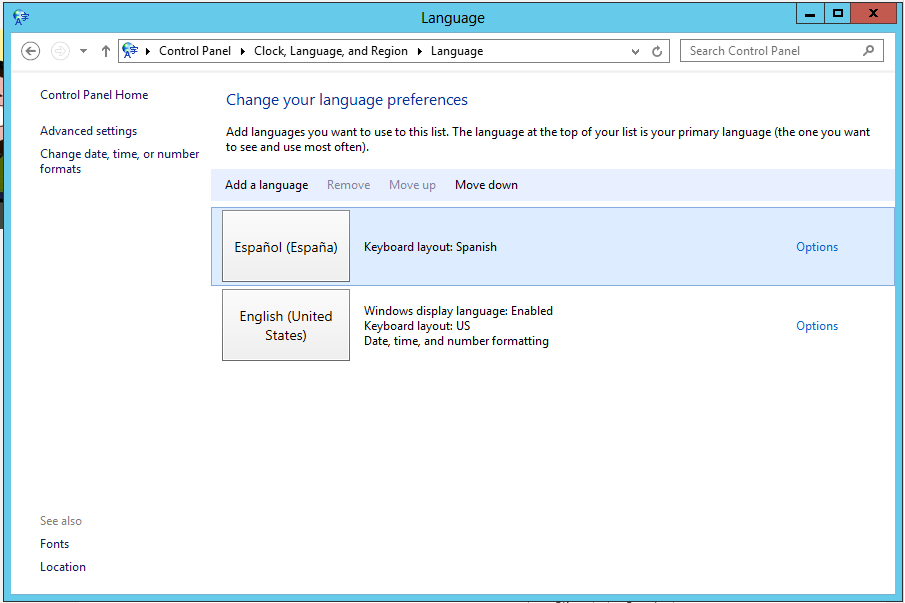 Language
Control Panel Clock, Language, and Region Language
Search Control Panel
Control Panel Home
Advanced settings
Change date, time, or number
formats
Change your language preferences
Add languages you want to use to this list. The language at the top of your list is your primary language (the one you want
to see and use most often).
Add a language Remove Move up Move down
Español (España)
Keyboard layout: Spanish
Options
English (United
States)
Windows display language: Enabled
Keyboard layout: US
Date, time, and number formatting
Options
See also
Fonts
Location